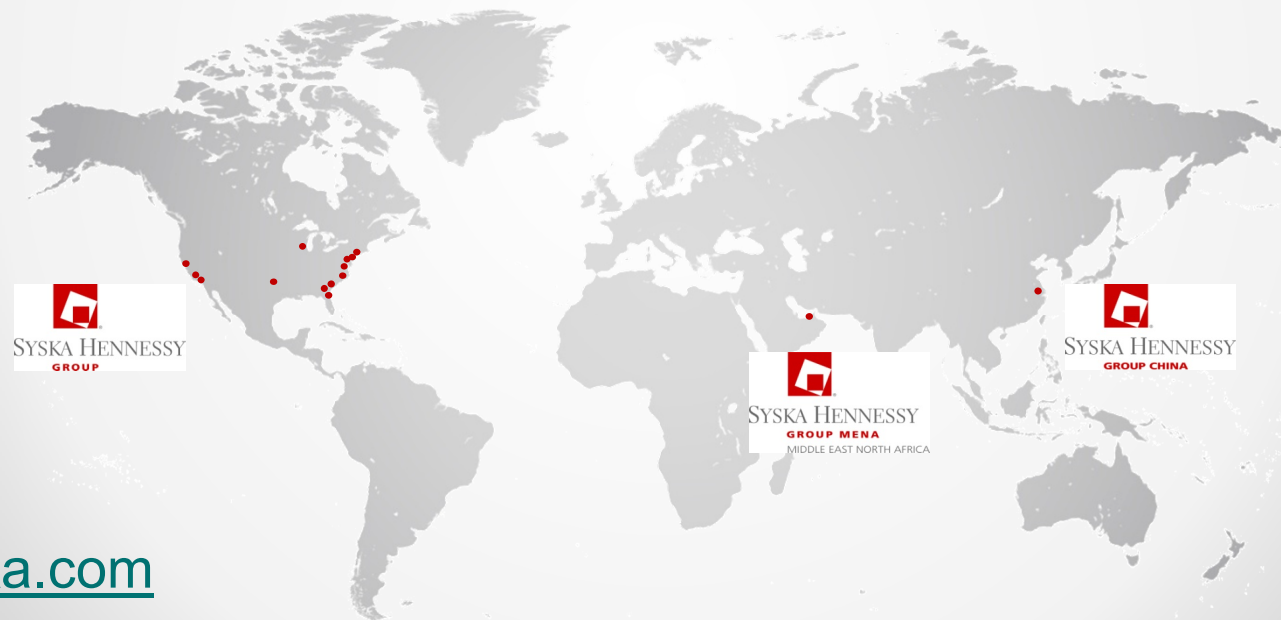 SYSKA HENNESSY
GROUP
SYSKA HENNESSY
GROUP MENA
MIDDLE EAST NORTH AFRICA
SYSKA HENNESSY
GROUP CHINA
a.com